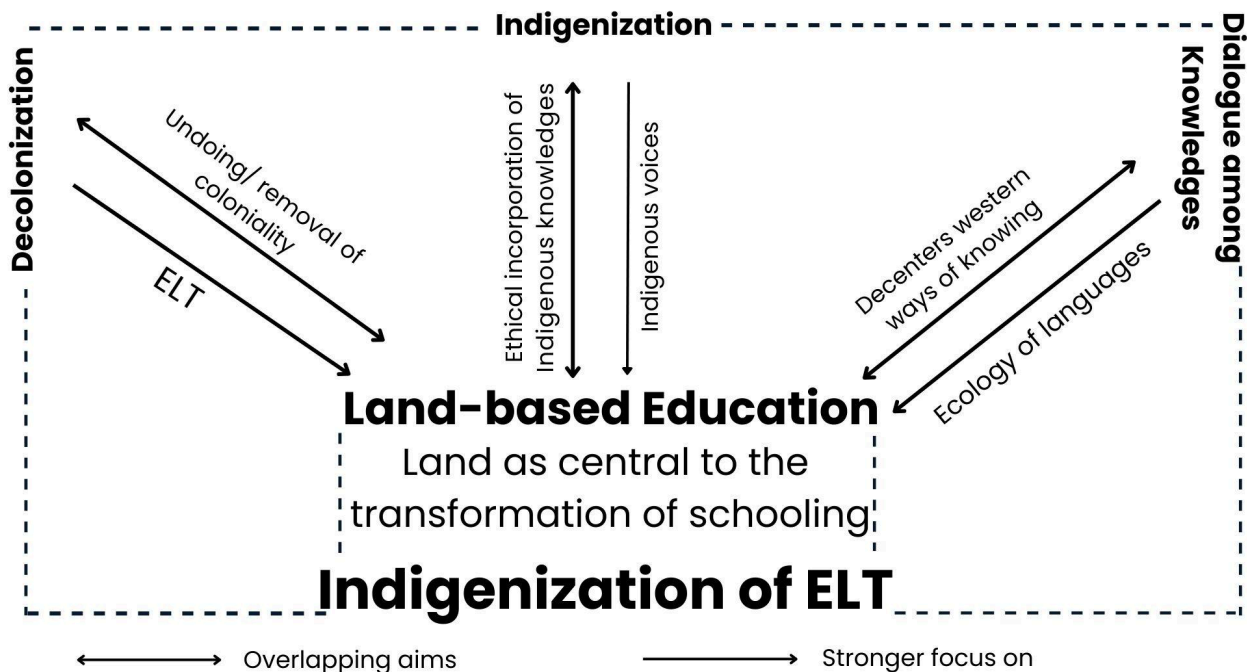 Indigenization
Decolonization
Dialogue among
Knowledges
Undoing/ removal of
coloniality
ELT
Ethical incorporation of
Indigenous knowledges
Indigenous voices
Decenters western
ways of knowing
Ecology of languages
Land-based Education
Land as central to the
transformation of schooling
Indigenization of ELT
Overlapping aims
Stronger focus on